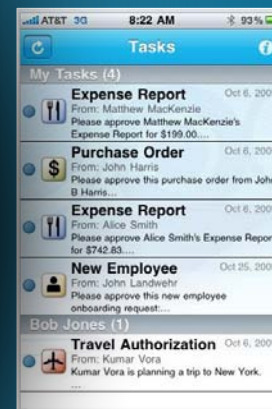 AT&T 3G 8:22 AM 93%
Tasks
My Tasks (4)
Expense Report Oct 6, 200
From: Matthew MacKenzie
Please approve Matthew MacKenzie's
Expense Report for $199.00....
Purchase Order Oct 6, 200
From: John Harris
Please approve this purchase order from John
B Harris...
Expense Report Oct 6, 200
From: Alice Smith
Please approve Alice Smith's Expense Repor
for $742.83....
New Employee Oct 25, 200
From: John Landwehr
Please approve this new employee
onboarding request:...
Bob Jones (1)
Travel Authorization Oct 6, 200
From: Kumar Vora
Kumar Vora is planning a trip to New York.
...